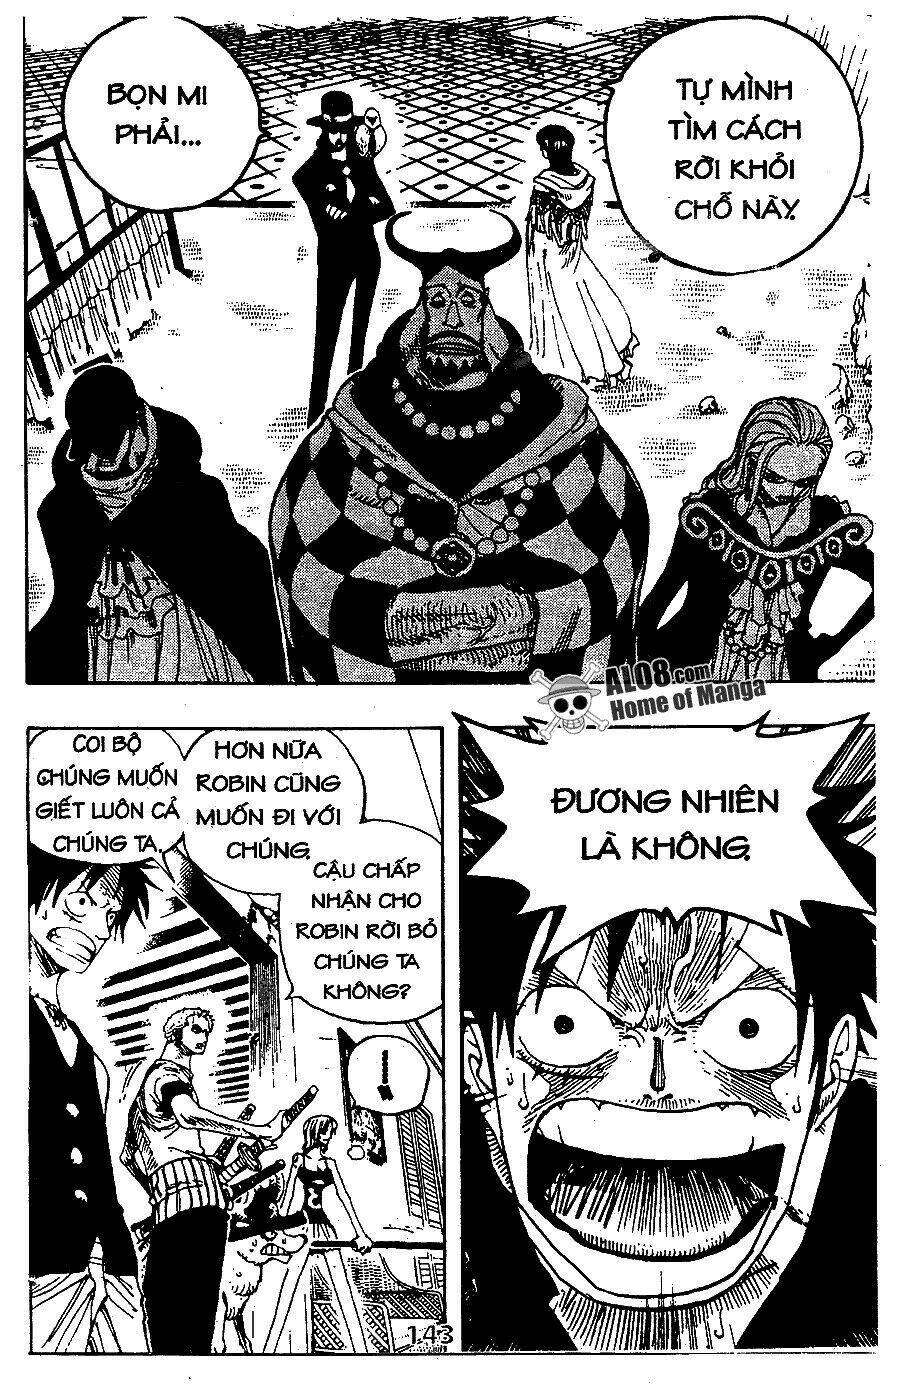 BỌN MI
PHẢI...
TỰ MÌNH
TÌM CÁCH
RỜI KHỎI
CHỖ NÀY.
AL08.com
Home of Manga
COI BỘ
CHÚNG MUỐN
GIẾT LUÔN CẢ
CHÚNG TA.
HƠN NỮA
ROBIN CŨNG
MUỐN ĐI VỚI
CHÚNG.
CẬU CHẤP
NHẬN CHO
ROBIN RỜI BỎ
CHÚNG TA
KHÔNG?
......!!
ĐƯƠNG NHIÊN
LÀ KHÔNG.
143